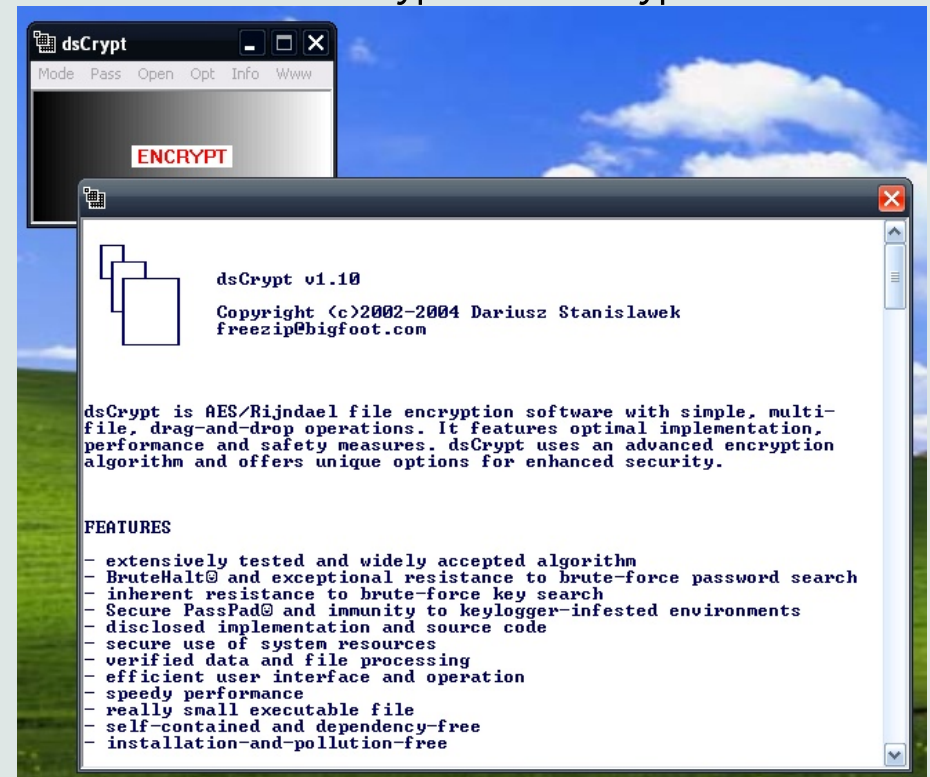 dsCrypt
Mode Pass Open Opt Info Www
ENCRYPT
dsCrypt v1.10
Copyright (c)2002-2004 Dariusz Stanislawek
freezip@bigfoot.com
dsCrypt is AES/Rijndael file encryption software with simple, multi-
file, drag-and-drop operations. It features optimal implementation,
performance and safety measures. dsCrypt uses an advanced encryption
algorithm and offers unique options for enhanced security.
FEATURES
- extensively tested and widely accepted algorithm
- BruteHalt☺ and exceptional resistance to brute-force password search
- inherent resistance to brute-force key search
- Secure PassPad☺ and immunity to keylogger-infested environments
- disclosed implementation and source code
- secure use of system resources
- verified data and file processing
- efficient user interface and operation
- speedy performance
- really small executable file
- self-contained and dependency-free
- installation-and-pollution-free